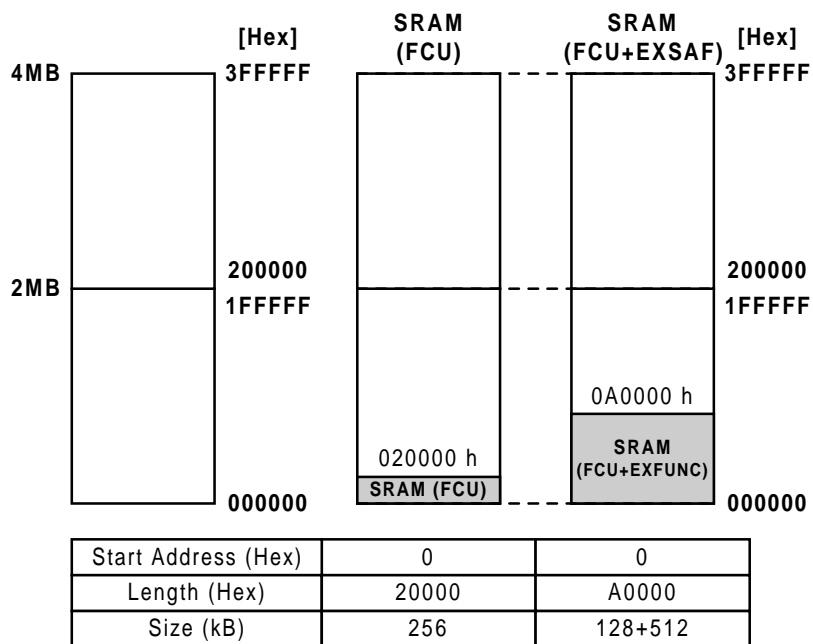 [Hex]
SRAM
(FCU)
SRAM
(FCU+EXSAF)
[Hex]
4MB
3FFFFF
3FFFFF
200000
200000
2MB
1FFFFF
1FFFFF
0A0000 h
020000 h
SRAM
(FCU+EXFUNC)
SRAM (FCU)
000000
000000
Start Address (Hex) 0 0
Length (Hex) 20000 A0000
Size (kB) 256 128+512